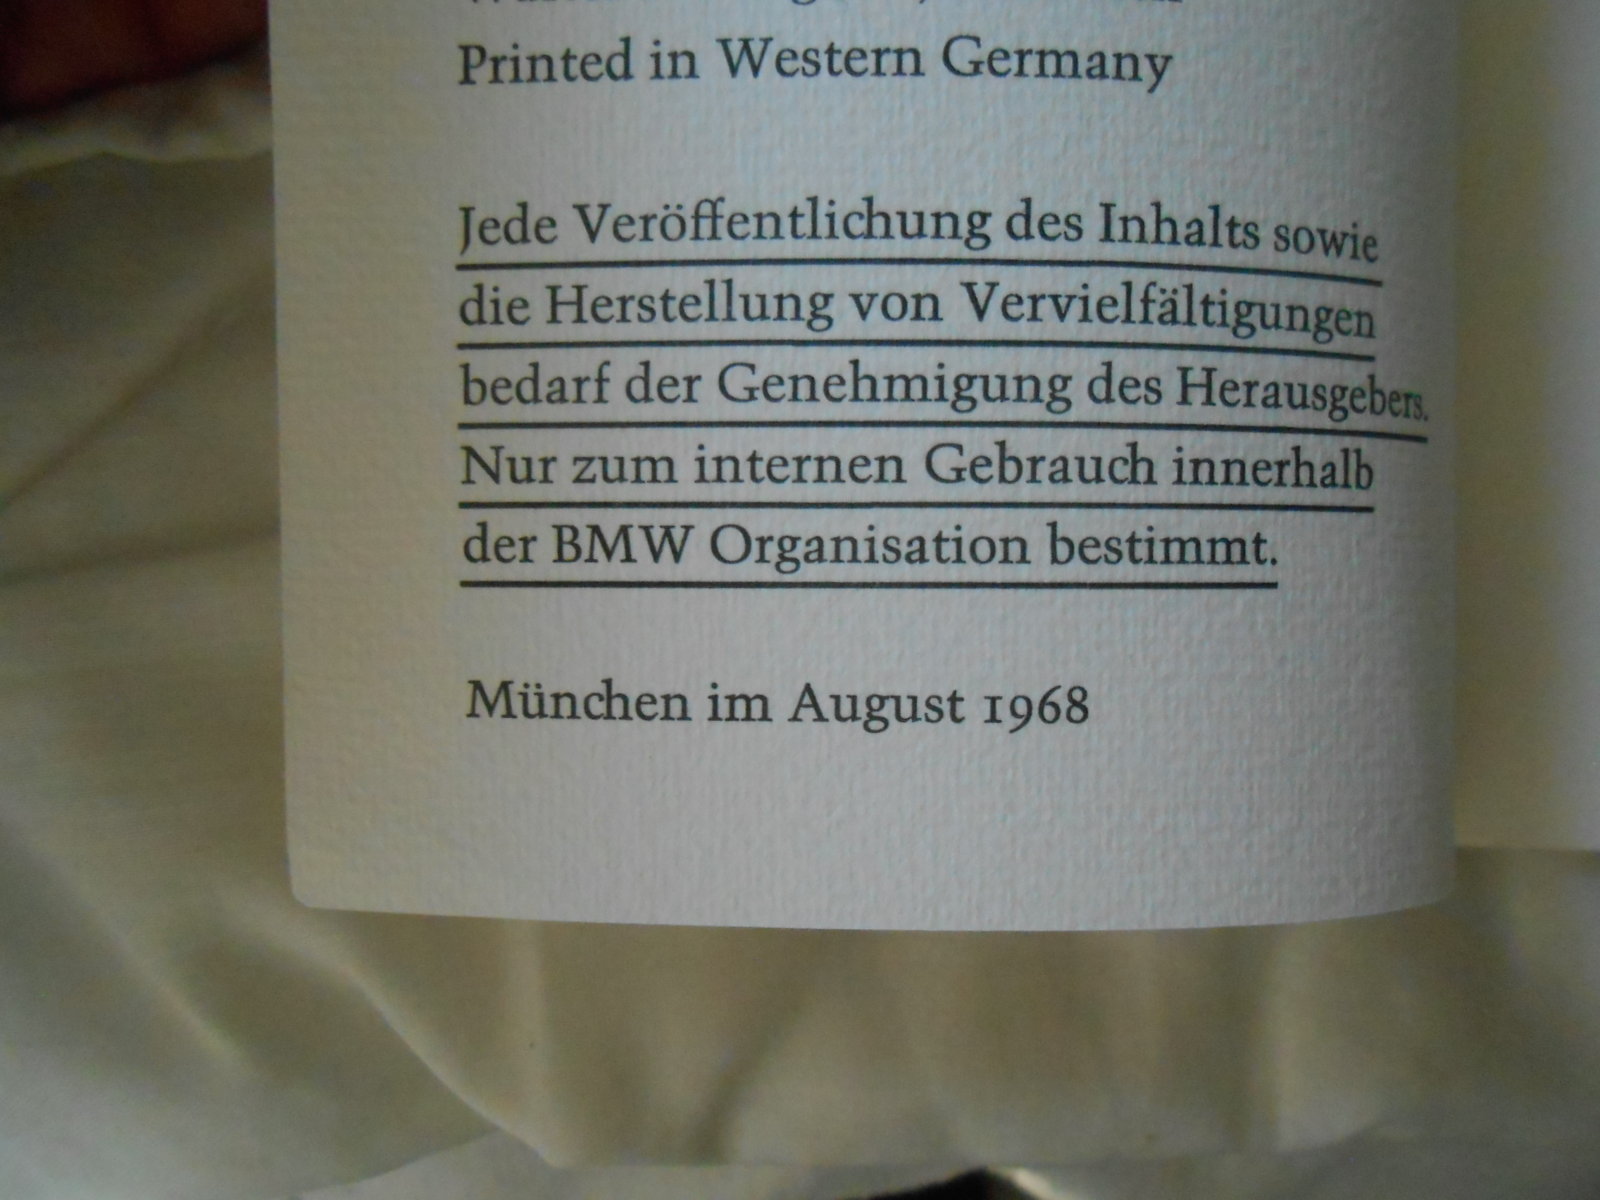 Printed in Western Germany
Jede Veröffentlichung des Inhalts sowie
die Herstellung von Vervielfältigungen
bedarf der Genehmigung des Herausgebers.
Nur zum internen Gebrauch innerhalb
der BMW Organisation bestimmt.
München im August 1968